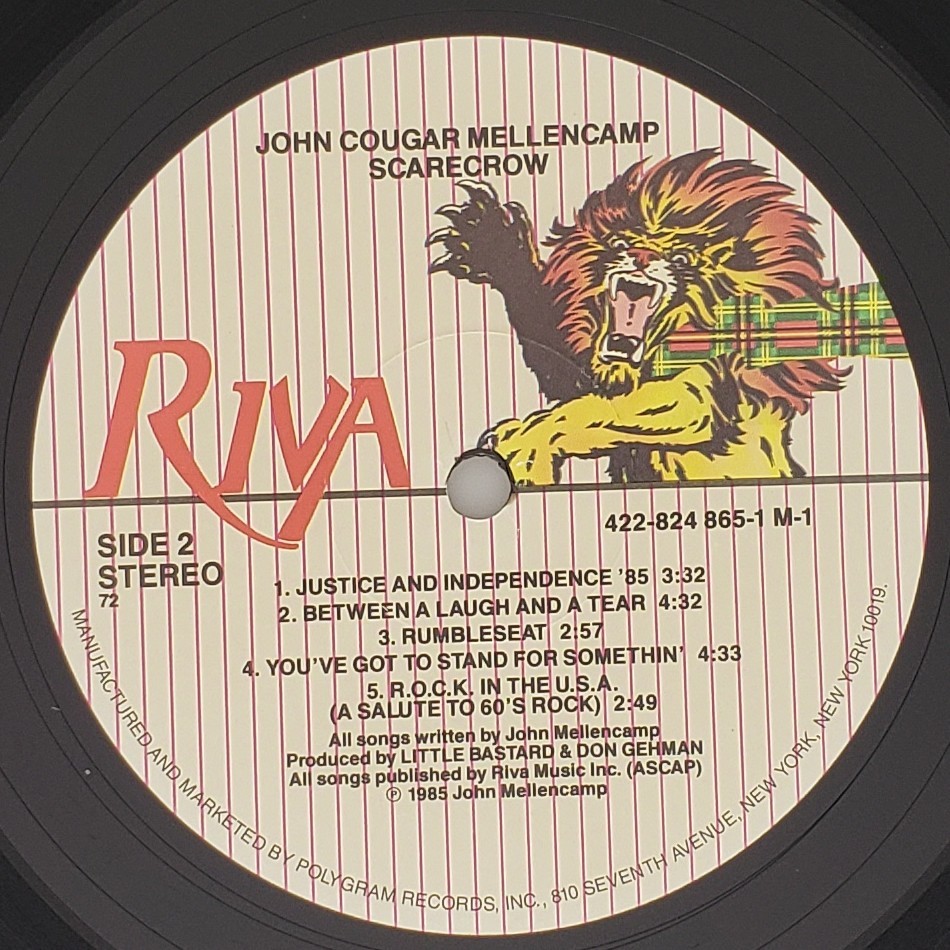 JOHN COUGAR MELLENCAMP
SCARECROW
RIVA
422-824 865-1 M-1
SIDE 2
STEREO
72
1. JUSTICE AND INDEPENDENCE '85 3:32
2. BETWEEN A LAUGH AND A TEAR 4:32
3. RUMBLESEAT 2:57
4. YOU'VE GOT TO STAND FOR SOMETHIN' 4:33
5. R.O.C.K. IN THE U.S.A.
(A SALUTE TO 60'S ROCK) 2:49
All songs written by John Mellencamp
Produced by LITTLE BASTARD & DON GEHMAN
All songs published by Riva Music Inc. (ASCAP)
℗ 1985 John Mellencamp
MANUFACTURED AND MARKETED BY POLYGRAM RECORDS, INC., 810 SEVENTH AVENUE, NEW YORK, NEW YORK 10019.